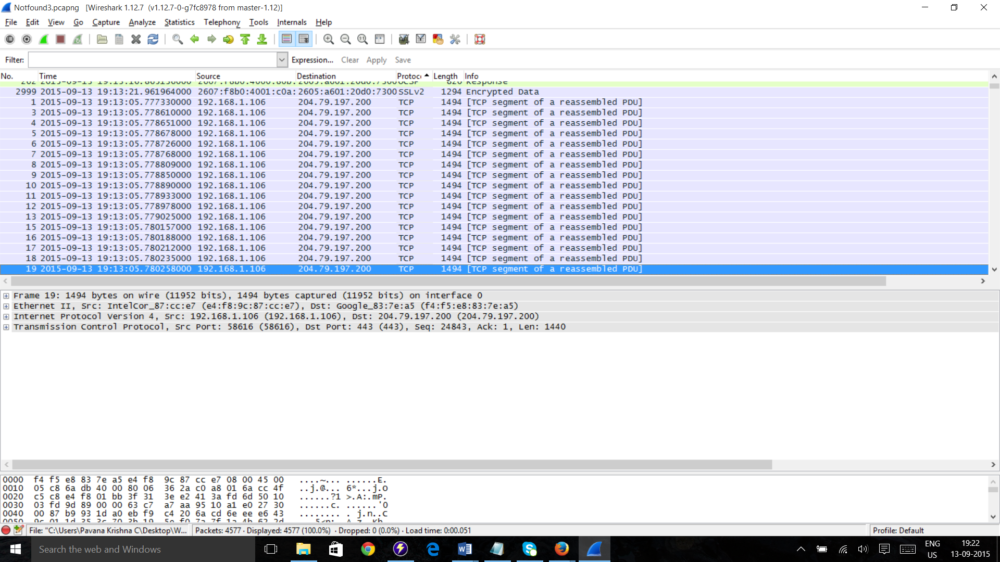 Notfound3.pcapng [Wireshark 1.12.7 (v1.12.7-0-g7fc8978 from master-1.12)]
File Edit View Go Capture Analyze Statistics Telephony Tools Internals Help
Filter: Expression... Clear Apply Save
No. Time Source Destination Protoc Length Info
2999 2015-09-13 19:13:21.961964000 2607:f8b0:4001:c0a: 2605:a601:20d0:7300 SSLv2 1294 Encrypted Data
1 2015-09-13 19:13:05.777330000 192.168.1.106 204.79.197.200 TCP 1494 [TCP segment of a reassembled PDU]
3 2015-09-13 19:13:05.778610000 192.168.1.106 204.79.197.200 TCP 1494 [TCP segment of a reassembled PDU]
4 2015-09-13 19:13:05.778651000 192.168.1.106 204.79.197.200 TCP 1494 [TCP segment of a reassembled PDU]
5 2015-09-13 19:13:05.778678000 192.168.1.106 204.79.197.200 TCP 1494 [TCP segment of a reassembled PDU]
6 2015-09-13 19:13:05.778726000 192.168.1.106 204.79.197.200 TCP 1494 [TCP segment of a reassembled PDU]
7 2015-09-13 19:13:05.778768000 192.168.1.106 204.79.197.200 TCP 1494 [TCP segment of a reassembled PDU]
8 2015-09-13 19:13:05.778809000 192.168.1.106 204.79.197.200 TCP 1494 [TCP segment of a reassembled PDU]
9 2015-09-13 19:13:05.778850000 192.168.1.106 204.79.197.200 TCP 1494 [TCP segment of a reassembled PDU]
10 2015-09-13 19:13:05.778890000 192.168.1.106 204.79.197.200 TCP 1494 [TCP segment of a reassembled PDU]
11 2015-09-13 19:13:05.778933000 192.168.1.106 204.79.197.200 TCP 1494 [TCP segment of a reassembled PDU]
12 2015-09-13 19:13:05.778978000 192.168.1.106 204.79.197.200 TCP 1494 [TCP segment of a reassembled PDU]
13 2015-09-13 19:13:05.779025000 192.168.1.106 204.79.197.200 TCP 1494 [TCP segment of a reassembled PDU]
15 2015-09-13 19:13:05.780157000 192.168.1.106 204.79.197.200 TCP 1494 [TCP segment of a reassembled PDU]
16 2015-09-13 19:13:05.780188000 192.168.1.106 204.79.197.200 TCP 1494 [TCP segment of a reassembled PDU]
17 2015-09-13 19:13:05.780212000 192.168.1.106 204.79.197.200 TCP 1494 [TCP segment of a reassembled PDU]
18 2015-09-13 19:13:05.780235000 192.168.1.106 204.79.197.200 TCP 1494 [TCP segment of a reassembled PDU]
19 2015-09-13 19:13:05.780258000 192.168.1.106 204.79.197.200 TCP 1494 [TCP segment of a reassembled PDU]
Frame 19: 1494 bytes on wire (11952 bits), 1494 bytes captured (11952 bits) on interface 0
Ethernet II, Src: IntelCor_87:cc:e7 (e4:f8:9c:87:cc:e7), Dst: Google_83:7e:a5 (f4:f5:e8:83:7e:a5)
Internet Protocol Version 4, Src: 192.168.1.106 (192.168.1.106), Dst: 204.79.197.200 (204.79.197.200)
Transmission Control Protocol, Src Port: 58616 (58616), Dst Port: 443 (443), Seq: 24843, Ack: 1, Len: 1440
0000 f4 f5 e8 83 7e a5 e4 f8 9c 87 cc e7 08 00 45 00 ....~... ......E.
0010 05 c8 6a db 40 00 80 06 36 2a c0 a8 01 6a cc 4f ..j.@... 6*...j.O
0020 c5 c8 e4 f8 01 bb 3f 31 3e e2 41 3a fd 6d 50 10 ......?1 >.A:.mP.
0030 03 fd 9d 89 00 00 63 c7 a7 aa 95 10 a1 e0 27 30 ......c. ......'0
0040 00 87 b9 93 1d a0 eb f9 c4 20 6a cd 6e ee e6 43 ........ . j.n..C
File: "C:\Users\Pavana Krishna C\Desktop\W... Packets: 4577 · Displayed: 4577 (100.0%) · Dropped: 0 (0.0%) · Load time: 0:00.051 Profile: Default
Search the web and Windows
ENG
US
19:22
13-09-2015